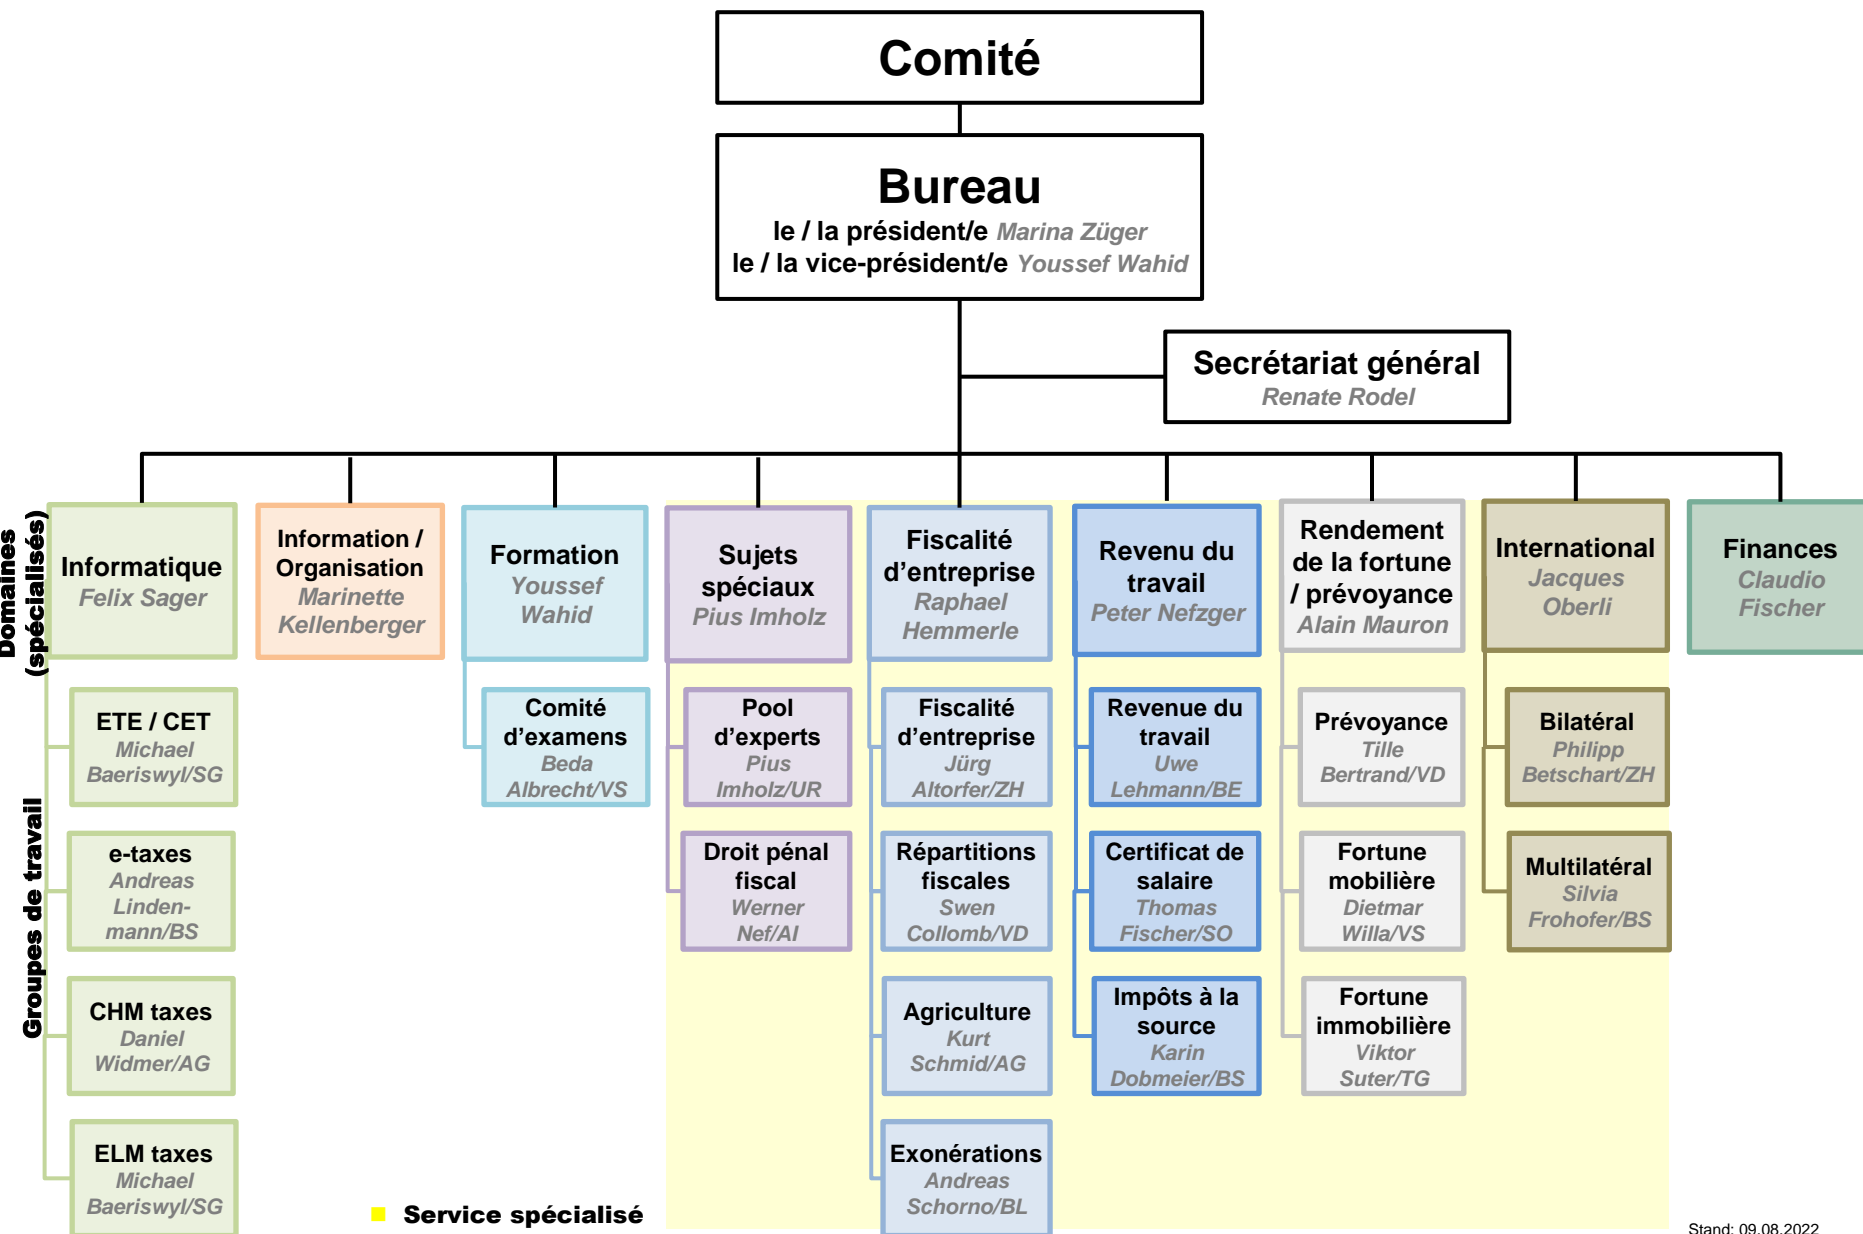 Comité
Bureau
le / la président/e Marina Züger
le / la vice-président/e Youssef Wahid
Secrétariat général
Renate Rodel
Domaines
(spécialisés)
Informatique
Felix Sager
Information /
Organisation
Marinette
Kellenberger
Formation
Youssef
Wahid
Sujets
spéciaux
Pius Imholz
Fiscalité
d’entreprise
Raphael
Hemmerle
Revenu du
travail
Peter Nefzger
Rendement
de la fortune
/ prévoyance
Alain Mauron
International
Jacques
Oberli
Finances
Claudio
Fischer
Groupes de travail
ETE / CET
Michael
Baeriswyl/SG
Comité
d’examens
Beda
Albrecht/VS
Pool
d’experts
Pius
Imholz/UR
Fiscalité
d’entreprise
Jürg
Altorfer/ZH
Revenue du
travail
Uwe
Lehmann/BE
Prévoyance
Tille
Bertrand/VD
Bilatéral
Philipp
Betschart/ZH
e-taxes
Andreas
Linden-
mann/BS
Droit pénal
fiscal
Werner
Nef/AI
Répartitions
fiscales
Swen
Collomb/VD
Certificat de
salaire
Thomas
Fischer/SO
Fortune
mobilière
Dietmar
Willa/VS
Multilatéral
Silvia
Frohofer/BS
CHM taxes
Daniel
Widmer/AG
Agriculture
Kurt
Schmid/AG
Impôts à la
source
Karin
Dobmeier/BS
Fortune
immobilière
Viktor
Suter/TG
ELM taxes
Michael
Baeriswyl/SG
Exonérations
Andreas
Schorno/BL
Service spécialisé
Stand: 09.08.2022